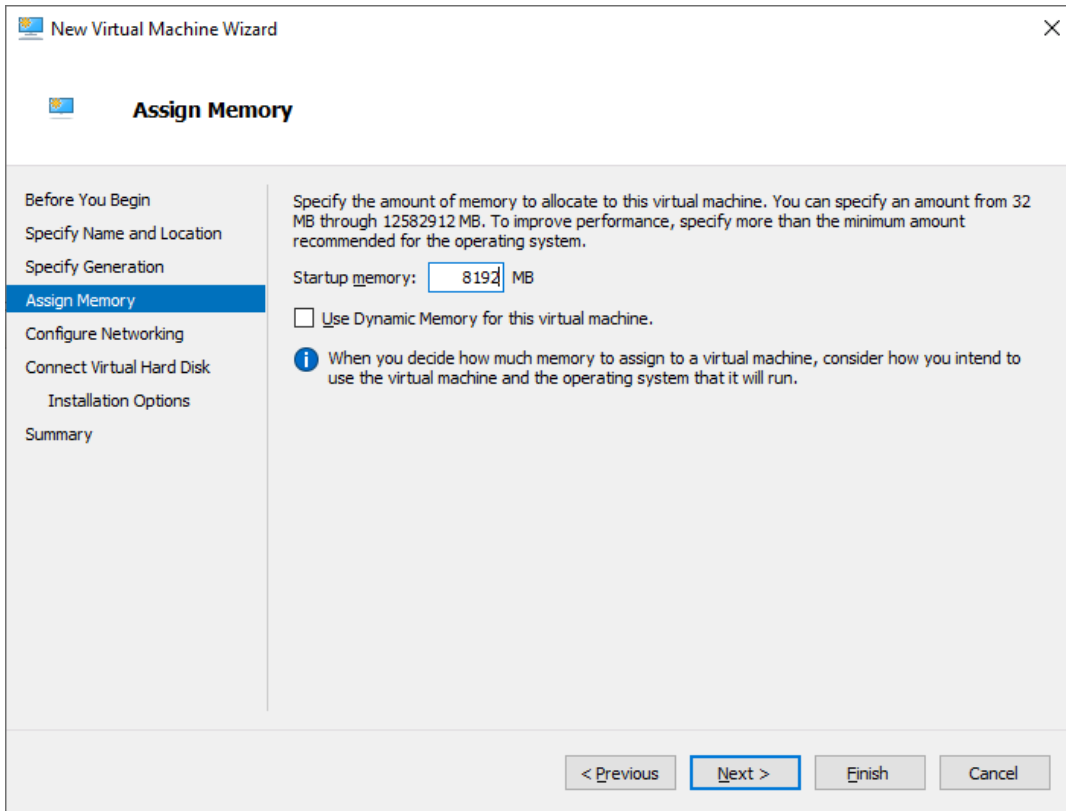 New Virtual Machine Wizard
Assign Memory
Before You Begin
Specify Name and Location
Specify Generation
Assign Memory
Configure Networking
Connect Virtual Hard Disk
Installation Options
Summary
Specify the amount of memory to allocate to this virtual machine. You can specify an amount from 32
MB through 12582912 MB. To improve performance, specify more than the minimum amount
recommended for the operating system.
Startup memory: 8192 MB
Use Dynamic Memory for this virtual machine.
When you decide how much memory to assign to a virtual machine, consider how you intend to
use the virtual machine and the operating system that it will run.
< Previous Next > Finish Cancel